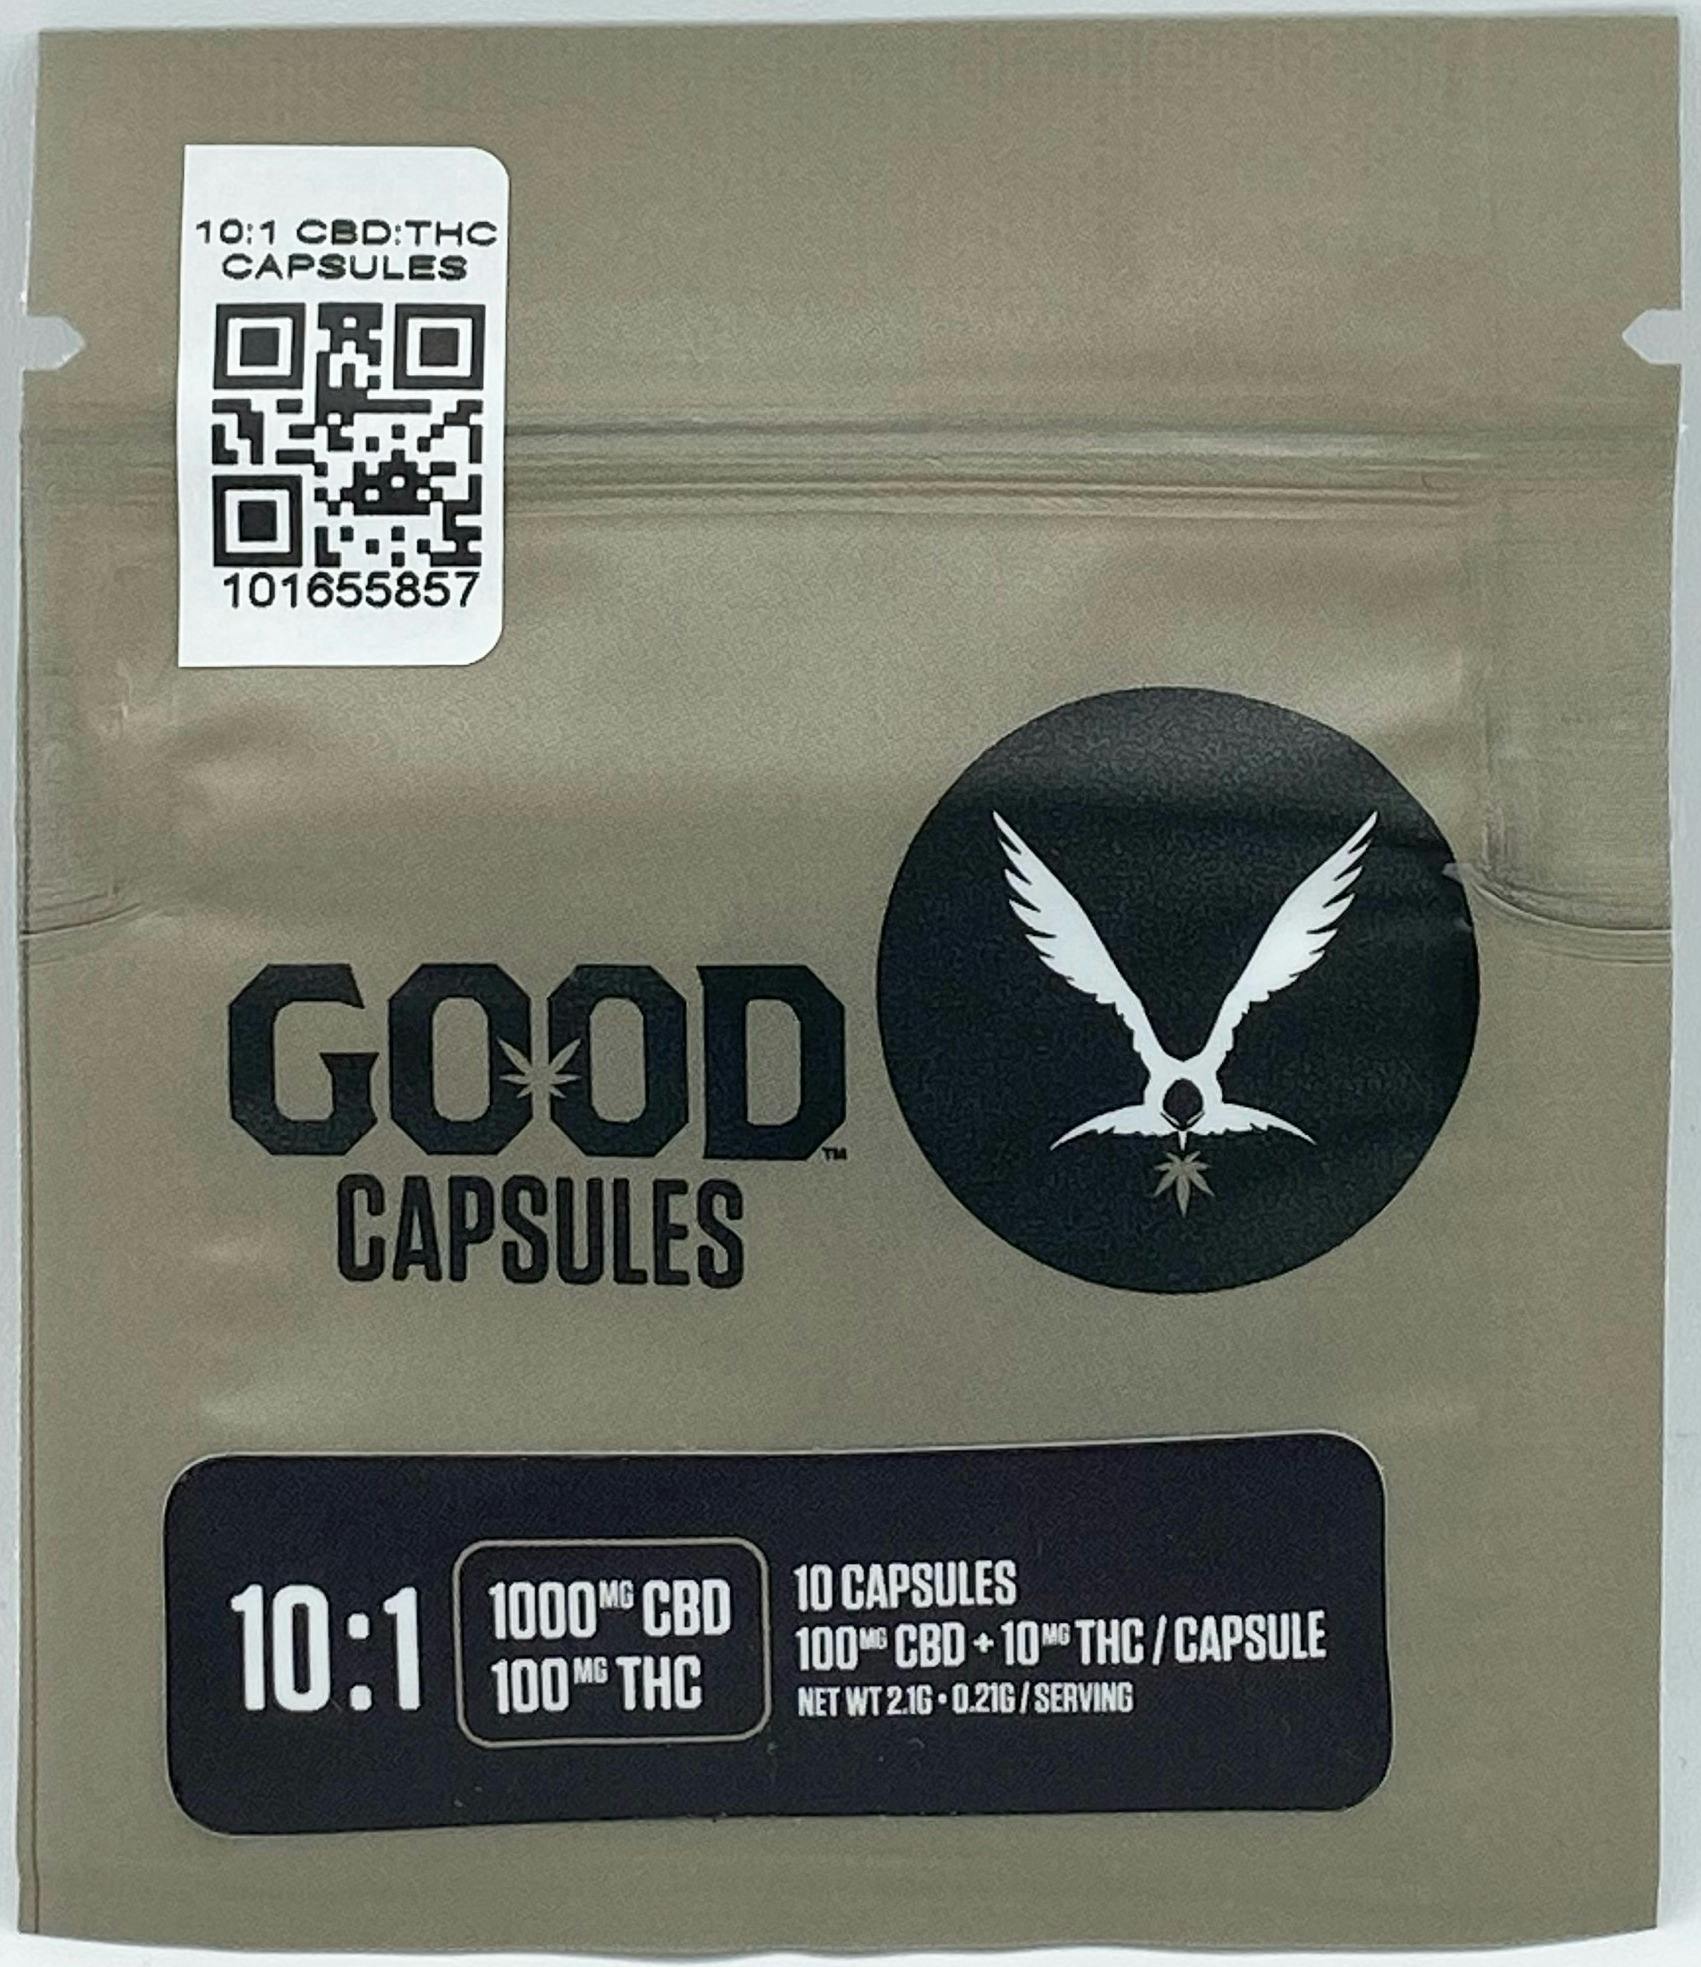 10:1 CBD:THC
CAPSULES
101655857
GOOD™
CAPSULES
10:1
1000MG CBD
100MG THC
10 CAPSULES
100MG CBD + 10MG THC / CAPSULE
NET WT 2.1G • 0.21G / SERVING